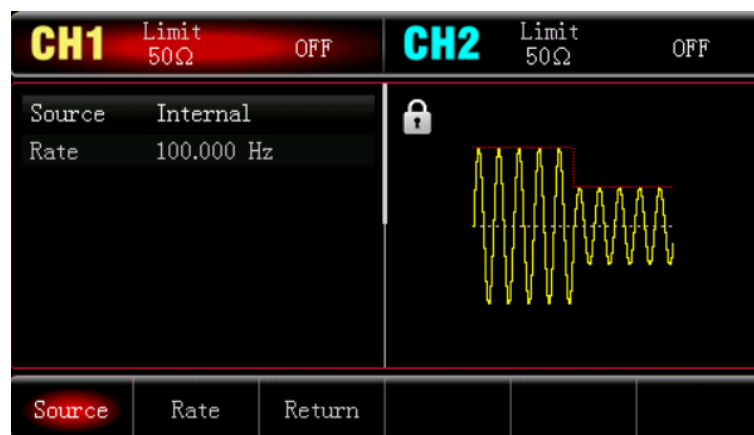 CH1 Limit 50Ω OFF CH2 Limit 50Ω OFF
Source Internal
Rate 100.000 Hz
Source Rate Return